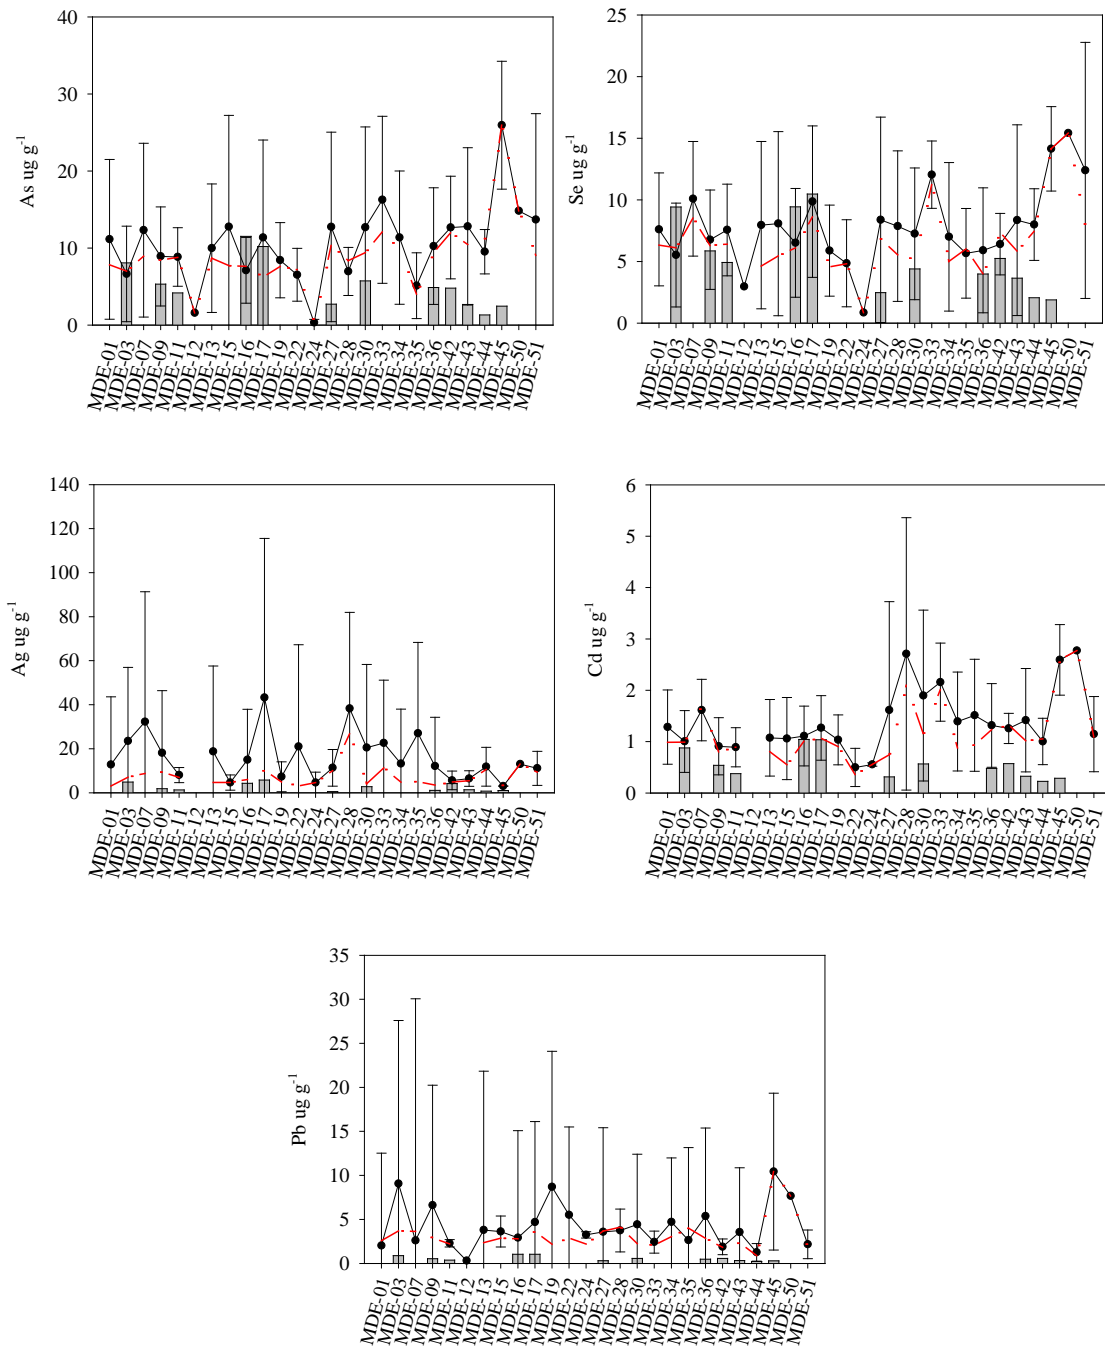 40
30
20
10
0
As ug g-1
MDE-01
MDE-03
MDE-07
MDE-09
MDE-11
MDE-12
MDE-13
MDE-15
MDE-16
MDE-17
MDE-19
MDE-22
MDE-24
MDE-27
MDE-28
MDE-30
MDE-33
MDE-34
MDE-35
MDE-36
MDE-42
MDE-43
MDE-44
MDE-45
MDE-50
MDE-51
25
20
15
10
5
0
Se ug g-1
MDE-01
MDE-03
MDE-07
MDE-09
MDE-11
MDE-12
MDE-13
MDE-15
MDE-16
MDE-17
MDE-19
MDE-22
MDE-24
MDE-27
MDE-28
MDE-30
MDE-33
MDE-34
MDE-35
MDE-36
MDE-42
MDE-43
MDE-44
MDE-45
MDE-50
MDE-51
140
120
100
80
60
40
20
0
Ag ug g-1
MDE-01
MDE-03
MDE-07
MDE-09
MDE-11
MDE-12
MDE-13
MDE-15
MDE-16
MDE-17
MDE-19
MDE-22
MDE-24
MDE-27
MDE-28
MDE-30
MDE-33
MDE-34
MDE-35
MDE-36
MDE-42
MDE-43
MDE-44
MDE-45
MDE-50
MDE-51
6
5
4
3
2
1
0
Cd ug g-1
MDE-01
MDE-03
MDE-07
MDE-09
MDE-11
MDE-12
MDE-13
MDE-15
MDE-16
MDE-17
MDE-19
MDE-22
MDE-24
MDE-27
MDE-28
MDE-30
MDE-33
MDE-34
MDE-35
MDE-36
MDE-42
MDE-43
MDE-44
MDE-45
MDE-50
MDE-51
35
30
25
20
15
10
5
0
Pb ug g-1
MDE-01
MDE-03
MDE-07
MDE-09
MDE-11
MDE-12
MDE-13
MDE-15
MDE-16
MDE-17
MDE-19
MDE-22
MDE-24
MDE-27
MDE-28
MDE-30
MDE-33
MDE-34
MDE-35
MDE-36
MDE-42
MDE-43
MDE-44
MDE-45
MDE-50
MDE-51